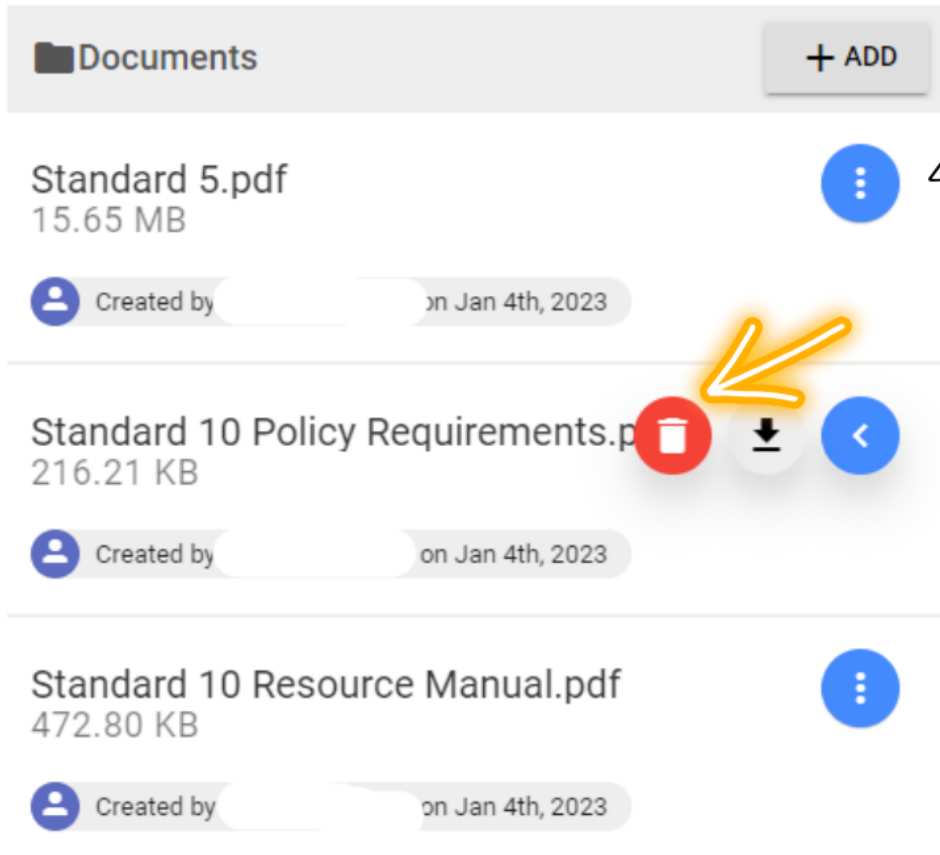 Documents
+ ADD
Standard 5.pdf
15.65 MB
Created by on Jan 4th, 2023
Standard 10 Policy Requirements.p
216.21 KB
Created by on Jan 4th, 2023
Standard 10 Resource Manual.pdf
472.80 KB
Created by on Jan 4th, 2023